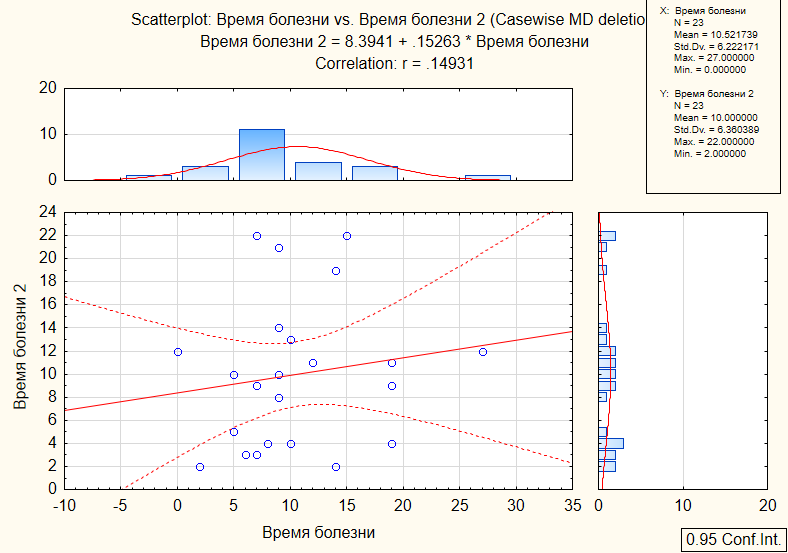 Scatterplot: Время болезни vs. Время болезни 2 (Casewise MD deletio
Время болезни 2 = 8.3941 + .15263 * Время болезни
Correlation: r = .14931
X: Время болезни
N = 23
Mean = 10.521739
Std.Dv. = 6.222171
Max. = 27.000000
Min. = 0.000000
Y: Время болезни 2
N = 23
Mean = 10.000000
Std.Dv. = 6.360389
Max. = 22.000000
Min. = 2.000000
20
10
0
24
22
20
18
16
14
12
10
8
6
4
2
0
Время болезни 2
-10 -5 0 5 10 15 20 25 30 35
0 10 20
Время болезни
0.95 Conf.Int.